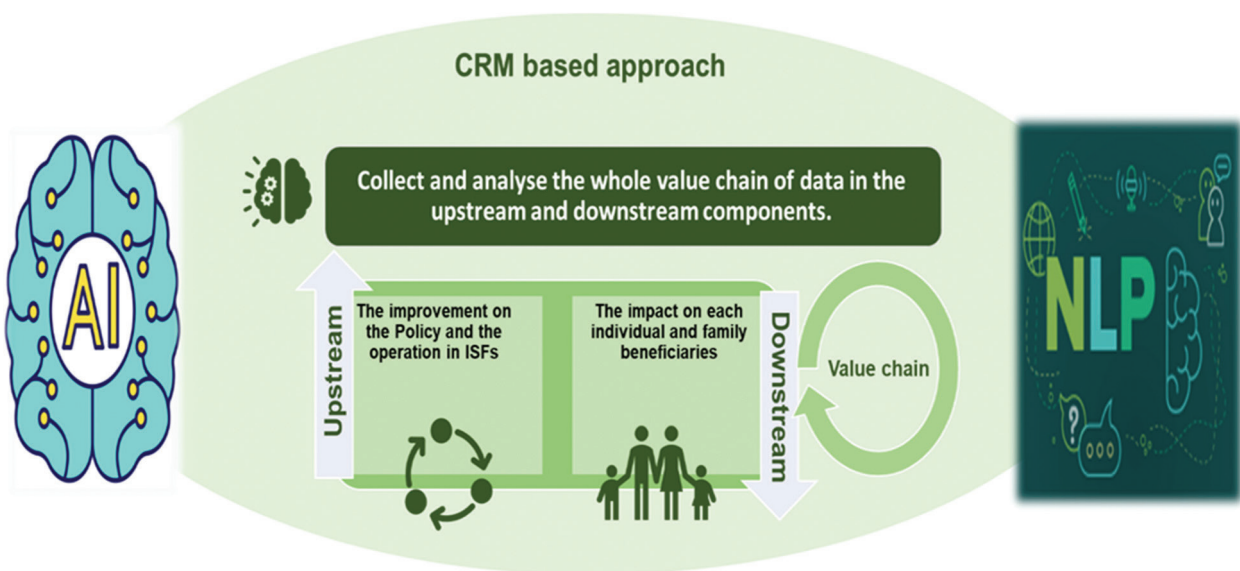 CRM based approach
Collect and analyse the whole value chain of data in the
upstream and downstream components.
AI
Upstream
The improvement on
the Policy and the
operation in ISFs
The impact on each
individual and family
beneficiaries
Downstream
Value chain
NLP
?